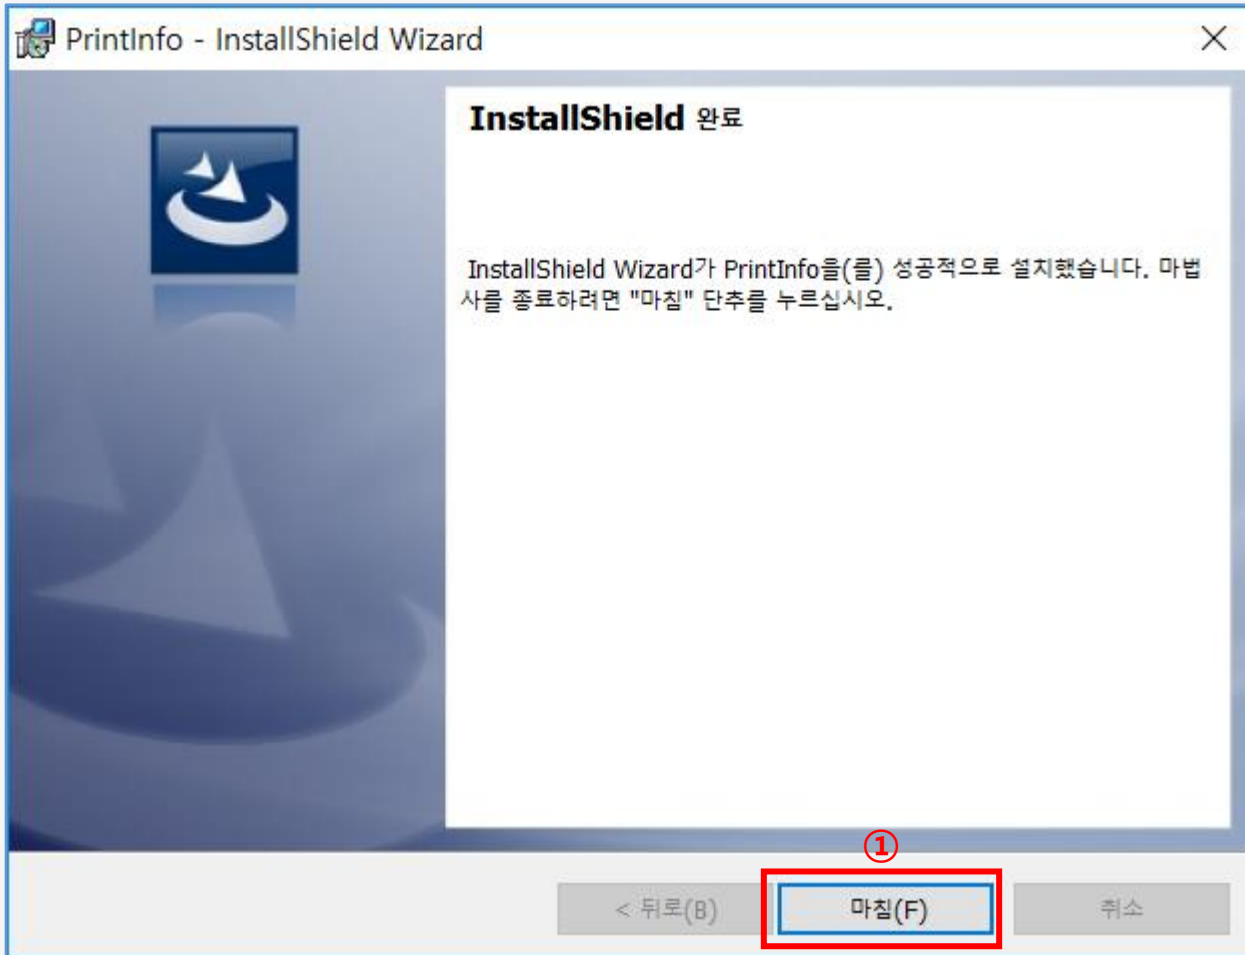 PrintInfo - InstallShield Wizard
InstallShield 완료
InstallShield Wizard가 PrintInfo을(를) 성공적으로 설치했습니다. 마법
사를 종료하려면 "마침" 단추를 누르십시오.
①
< 뒤로(B)
마침(F)
취소